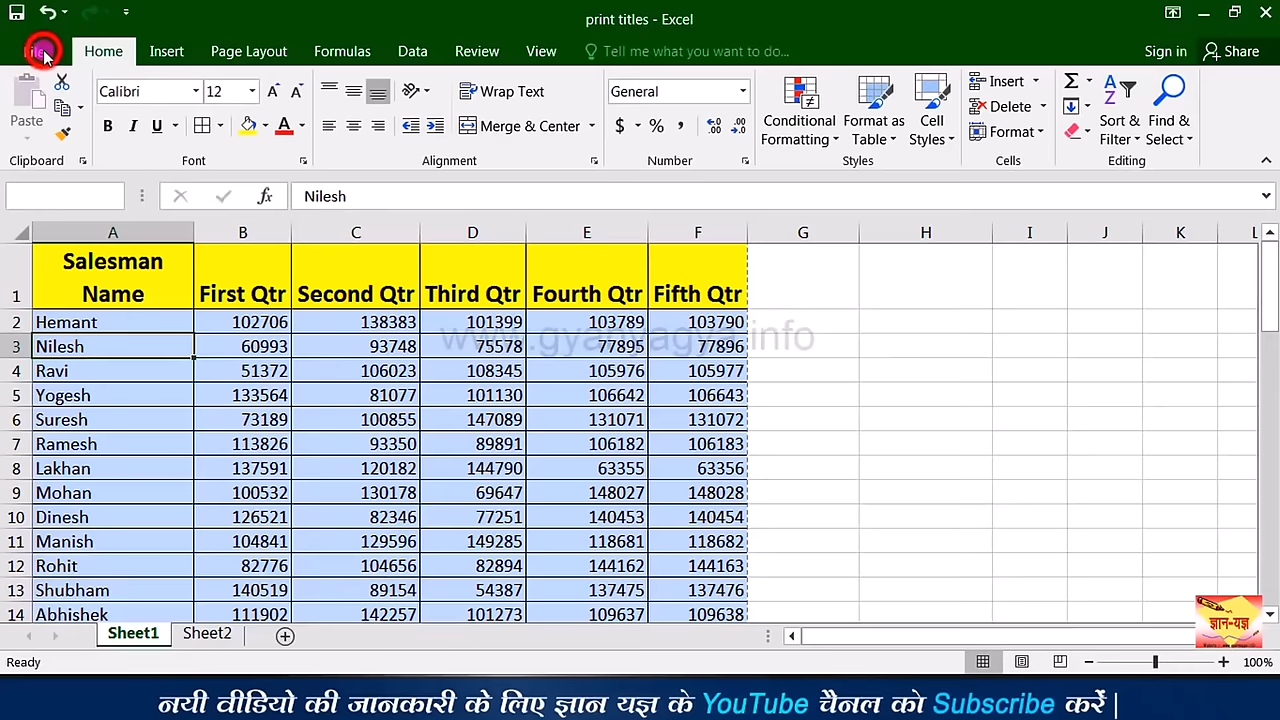 print titles - Excel
Home Insert Page Layout Formulas Data Review View Tell me what you want to do... Sign in Share
Paste
Clipboard
Calibri 12
B I U A
Font
Wrap Text
Merge & Center
Alignment
General
$ % ,
Number
Conditional Formatting
Format as Table
Cell Styles
Styles
Insert
Delete
Format
Cells
Sort & Filter
Find & Select
Editing
fx Nilesh
A B C D E F G H I J K L
1 Salesman Name First Qtr Second Qtr Third Qtr Fourth Qtr Fifth Qtr
2 Hemant 102706 138383 101399 103789 103790
3 Nilesh 60993 93748 75578 77895 77896
4 Ravi 51372 106023 108345 105976 105977
5 Yogesh 133564 81077 101130 106642 106643
6 Suresh 73189 100855 147089 131071 131072
7 Ramesh 113826 93350 89891 106182 106183
8 Lakhan 137591 120182 144790 63355 63356
9 Mohan 100532 130178 69647 148027 148028
10 Dinesh 126521 82346 77251 140453 140454
11 Manish 104841 129596 149285 118681 118682
12 Rohit 82776 104656 82894 144162 144163
13 Shubham 140519 89154 54387 137475 137476
14 Abhishek 111902 142257 101273 109637 109638
www.gyanyagya.info
ज्ञान-यज्ञ
Sheet1 Sheet2
Ready 100%
नयी वीडियो की जानकारी के लिए ज्ञान यज्ञ के YouTube चैनल को Subscribe करें |